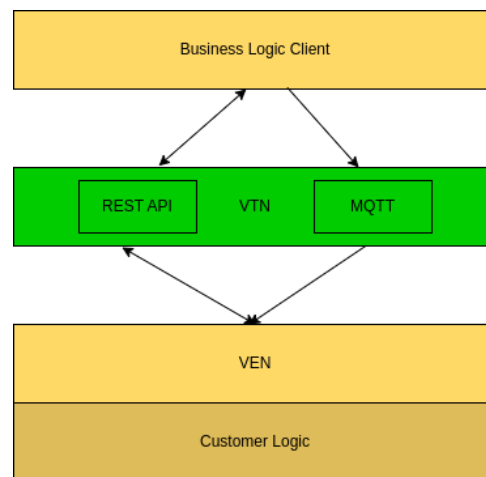 Business Logic Client
REST API
VTN
MQTT
VEN
Customer Logic